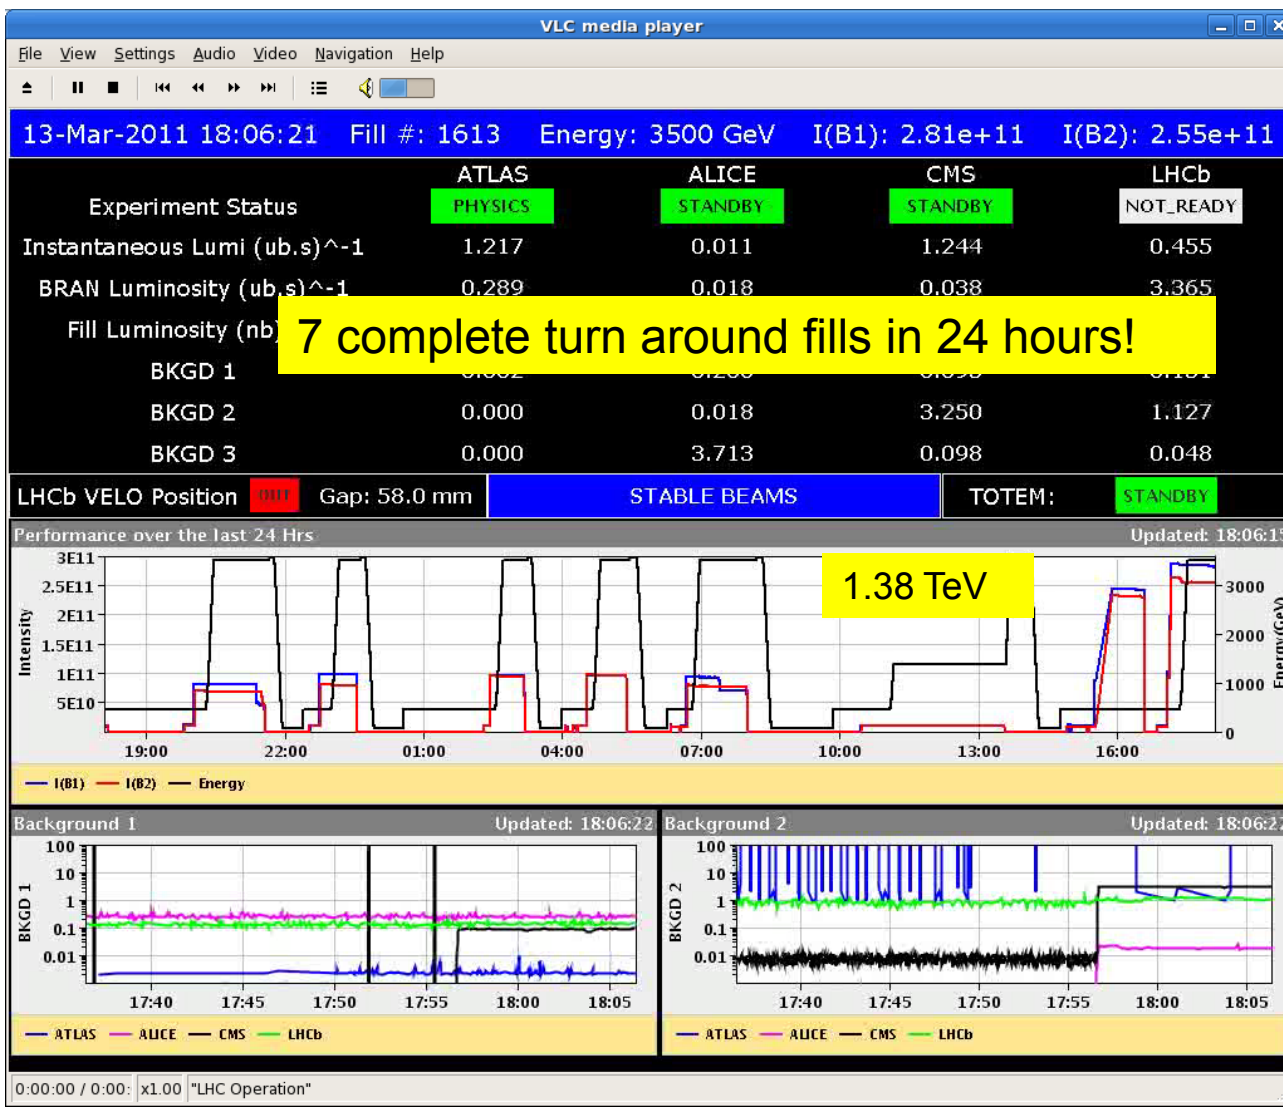 VLC media player
File View Settings Audio Video Navigation Help
13-Mar-2011 18:06:21 Fill #: 1613 Energy: 3500 GeV I(B1): 2.81e+11 I(B2): 2.55e+11
ATLAS ALICE CMS LHCb
Experiment Status PHYSICS STANDBY STANDBY NOT_READY
Instantaneous Lumi (ub.s)^-1 1.217 0.011 1.244 0.455
BRAN Luminosity (ub.s)^-1 0.289 0.018 0.038 3.365
Fill Luminosity (nb)
7 complete turn around fills in 24 hours!
BKGD 1
BKGD 2 0.000 0.018 3.250 1.127
BKGD 3 0.000 3.713 0.098 0.048
LHCb VELO Position OUT Gap: 58.0 mm STABLE BEAMS TOTEM: STANDBY
Performance over the last 24 Hrs Updated: 18:06:15
1.38 TeV
Intensity
3E11
2.5E11
2E11
1.5E11
1E11
5E10
3000
2000
1000
0
Energy(GeV)
19:00 22:00 01:00 04:00 07:00 10:00 13:00 16:00
I(B1) I(B2) Energy
Background 1 Updated: 18:06:22
BKGD 1
100
10
1
0.1
0.01
17:40 17:45 17:50 17:55 18:00 18:05
ATLAS ALICE CMS LHCb
Background 2 Updated: 18:06:22
BKGD 2
100
10
1
0.1
0.01
17:40 17:45 17:50 17:55 18:00 18:05
ATLAS ALICE CMS LHCb
0:00:00 / 0:00: x1.00 "LHC Operation"